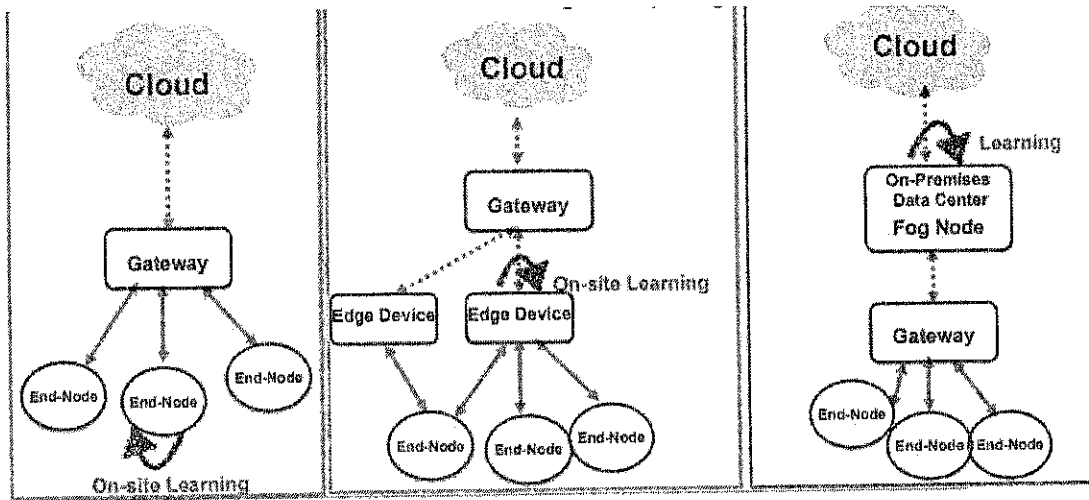 Cloud
Gateway
End-Node
End-Node
End-Node
On-site Learning
Cloud
Gateway
On-site Learning
Edge Device
Edge Device
End-Node
End-Node
End-Node
Cloud
Learning
On-Premises
Data Center
Fog Node
Gateway
End-Node
End-Node
End-Node